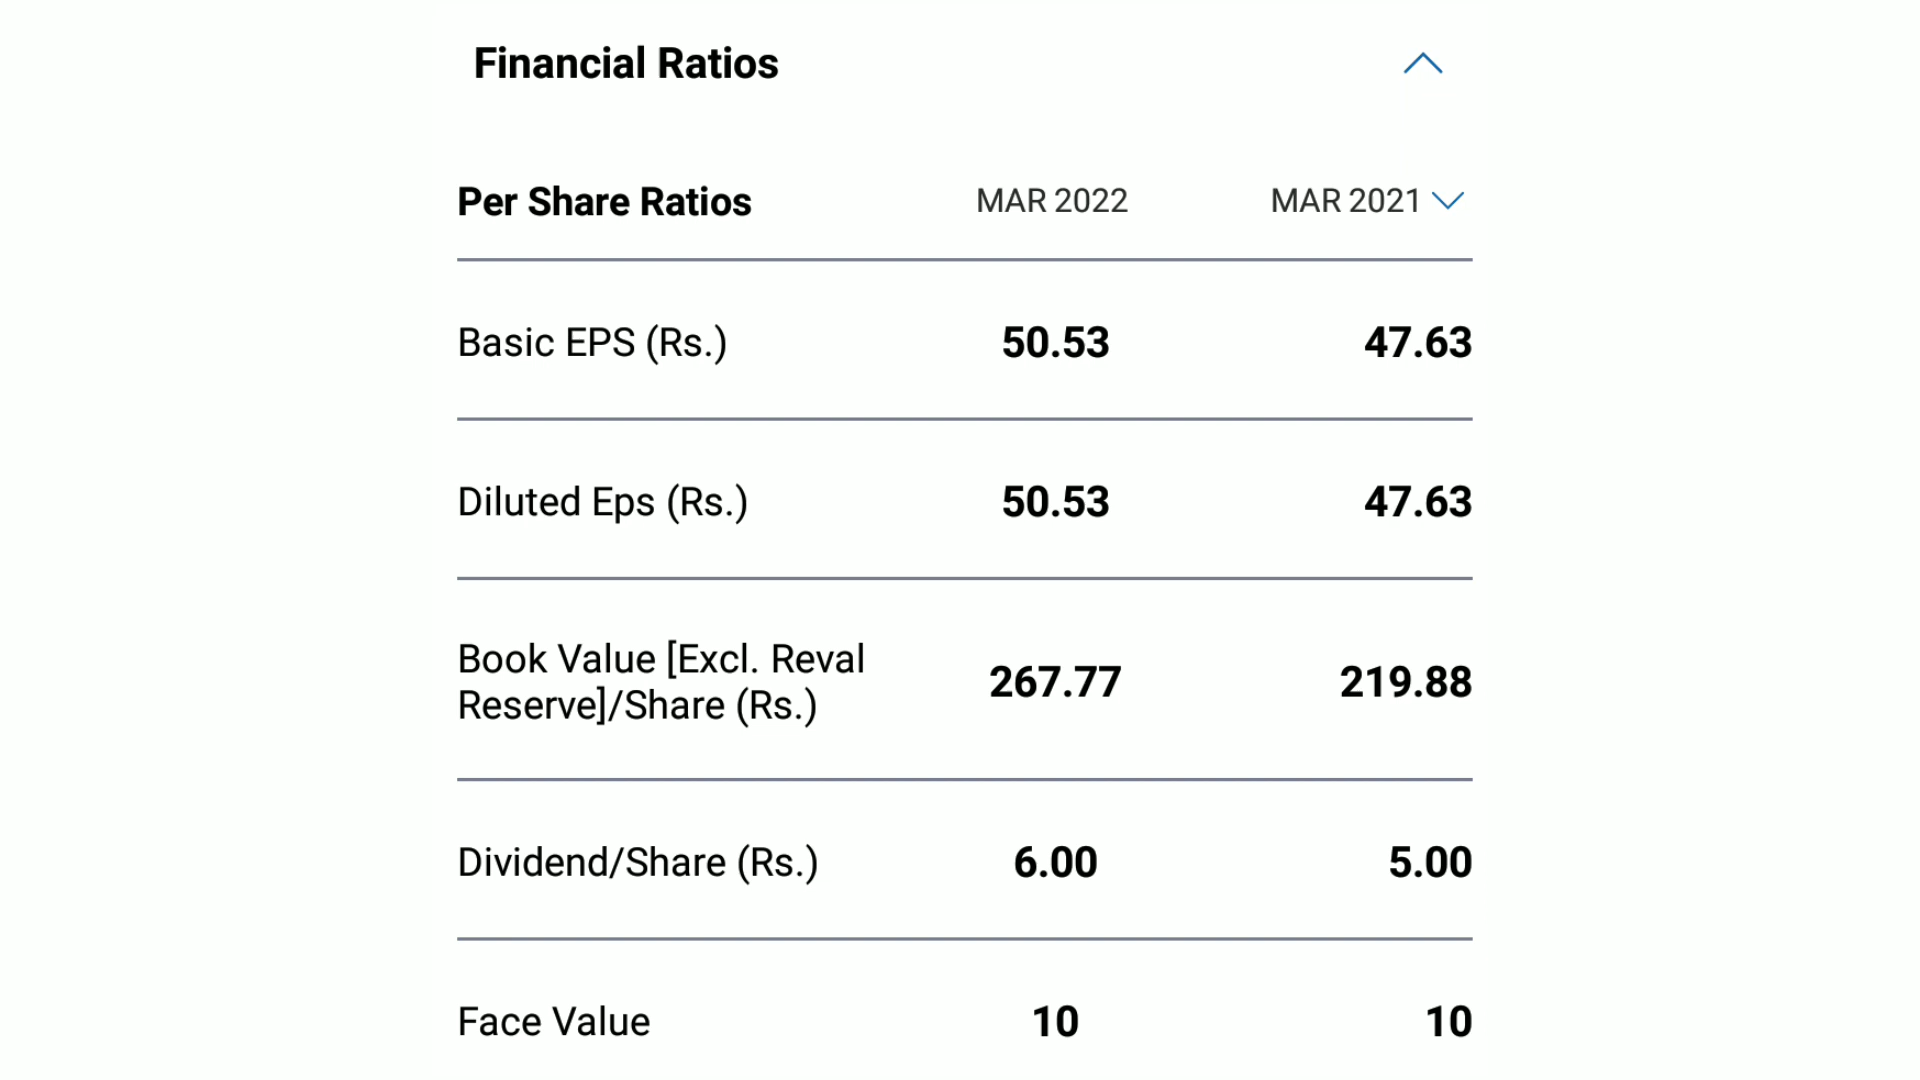 Financial Ratios
Per Share Ratios MAR 2022 MAR 2021
Basic EPS (Rs.) 50.53 47.63
Diluted Eps (Rs.) 50.53 47.63
Book Value [Excl. Reval
Reserve]/Share (Rs.) 267.77 219.88
Dividend/Share (Rs.) 6.00 5.00
Face Value 10 10